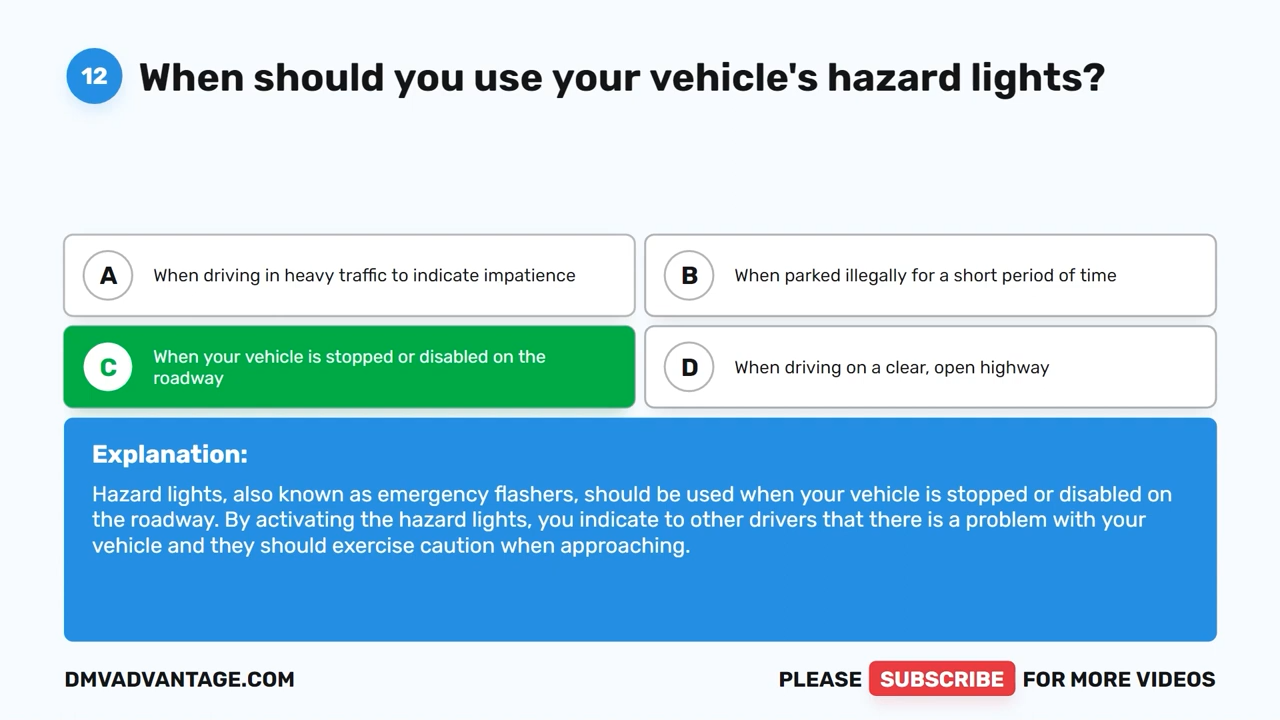 12 When should you use your vehicle's hazard lights?
A When driving in heavy traffic to indicate impatience
B When parked illegally for a short period of time
C When your vehicle is stopped or disabled on the
roadway
D When driving on a clear, open highway
Explanation:
Hazard lights, also known as emergency flashers, should be used when your vehicle is stopped or disabled on
the roadway. By activating the hazard lights, you indicate to other drivers that there is a problem with your
vehicle and they should exercise caution when approaching.
DMVADVANTAGE.COM
PLEASE SUBSCRIBE FOR MORE VIDEOS